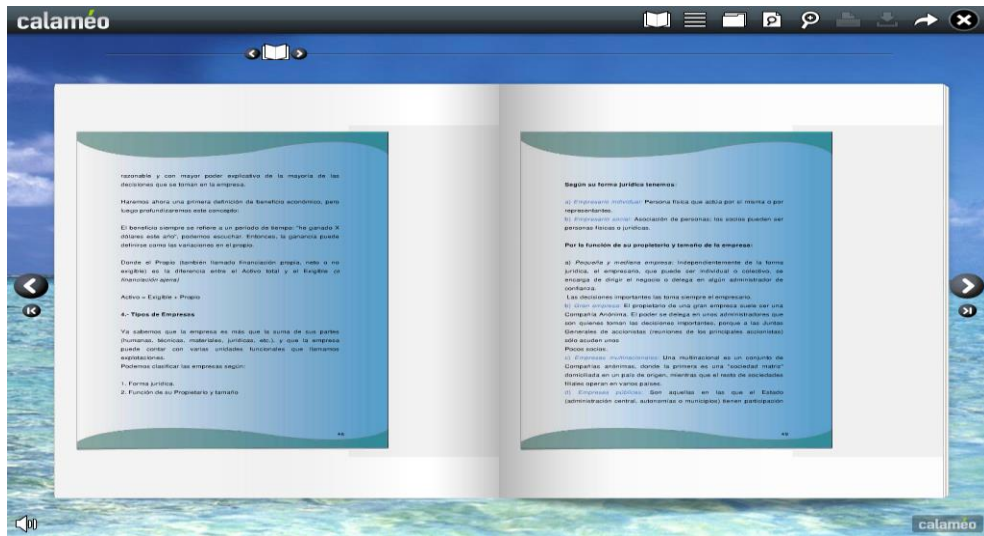 calaméo
razonable y con mayor poder explicativo de la mayoría de las
decisiones que se toman en la empresa.
Haremos ahora una primera definición de beneficio económico, pero
luego profundizaremos este concepto:
El beneficio siempre se refiere a un período de tiempo: "he ganado X
dólares este año", podemos escuchar. Entonces, la ganancia puede
definirse como las variaciones en el propio.
Donde el Propio (también llamado financiación propia, neto o no
exigible) es la diferencia entre el Activo total y el Exigible (o
financiación ajena)
Activo = Exigible + Propio
4.- Tipos de Empresas
Ya sabemos que la empresa es más que la suma de sus partes
(humanas, técnicas, materiales, jurídicas, etc.), y que la empresa
puede contar con varias unidades funcionales que llamamos
explotaciones.
Podemos clasificar las empresas según:
1. Forma jurídica.
2. Función de su Propietario y tamaño
Según su forma jurídica tenemos:
a) Empresario individual: Persona física que actúa por sí misma o por
representantes.
b) Empresario social: Asociación de personas; los socios pueden ser
personas físicas o jurídicas.
Por la función de su propietario y tamaño de la empresa:
a) Pequeña y mediana empresa: Independientemente de la forma
jurídica, el empresario, que puede ser individual o colectivo, se
encarga de dirigir el negocio o delega en algún administrador de
confianza.
Las decisiones importantes las toma siempre el empresario.
b) Gran empresa: El propietario de una gran empresa suele ser una
Compañía Anónima. El poder se delega en unos administradores que
son quienes toman las decisiones importantes, porque a las Juntas
Generales de accionistas (reuniones de los principales accionistas)
sólo acuden unos
Pocos socios.
c) Empresas multinacionales: Una multinacional es un conjunto de
Compañías anónimas, donde la primera es una "sociedad matriz"
domiciliada en un país de origen, mientras que el resto de sociedades
filiales operan en varios países.
d) Empresas públicas: Son aquellas en las que el Estado
(administración central, autonomías o municipios) tienen participación
calaméo